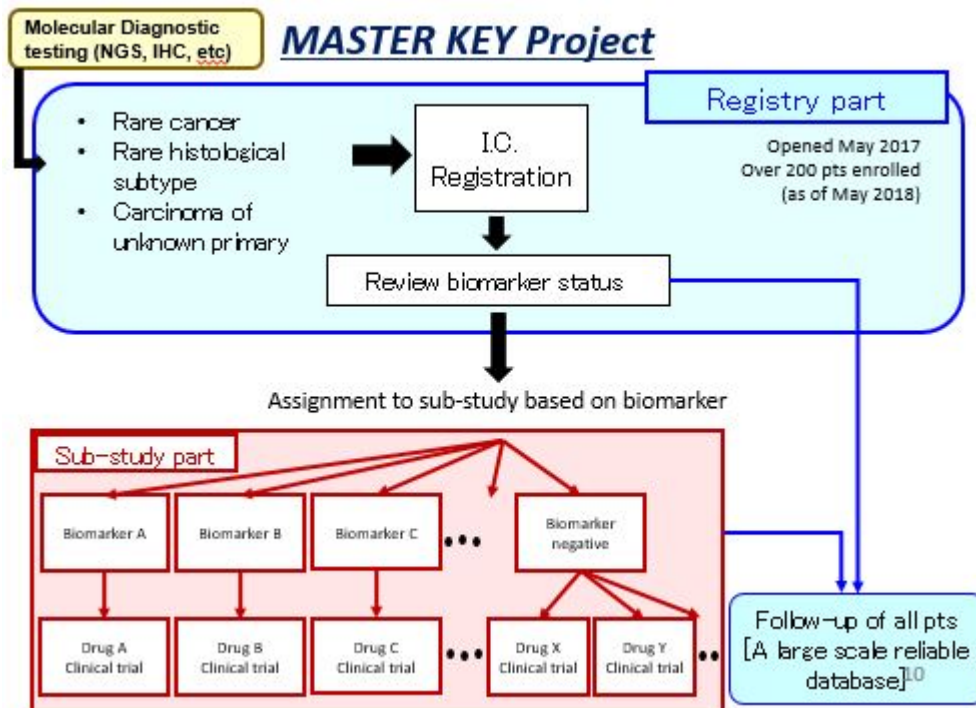 Molecular Diagnostic
testing (NGS, IHC, etc)
MASTER KEY Project
Registry part
• Rare cancer
• Rare histological
subtype
• Carcinoma of
unknown primary
I.C.
Registration
Opened May 2017
Over 200 pts enrolled
(as of May 2018)
Review biomarker status
Assignment to sub-study based on biomarker
Sub-study part
Biomarker A
Biomarker B
Biomarker C
•••
Biomarker
negative
Drug A
Clinical trial
Drug B
Clinical trial
Drug C
Clinical trial
•••
Drug X
Clinical trial
Drug Y
Clinical trial
••
Follow-up of all pts
[A large scale reliable
database]
10